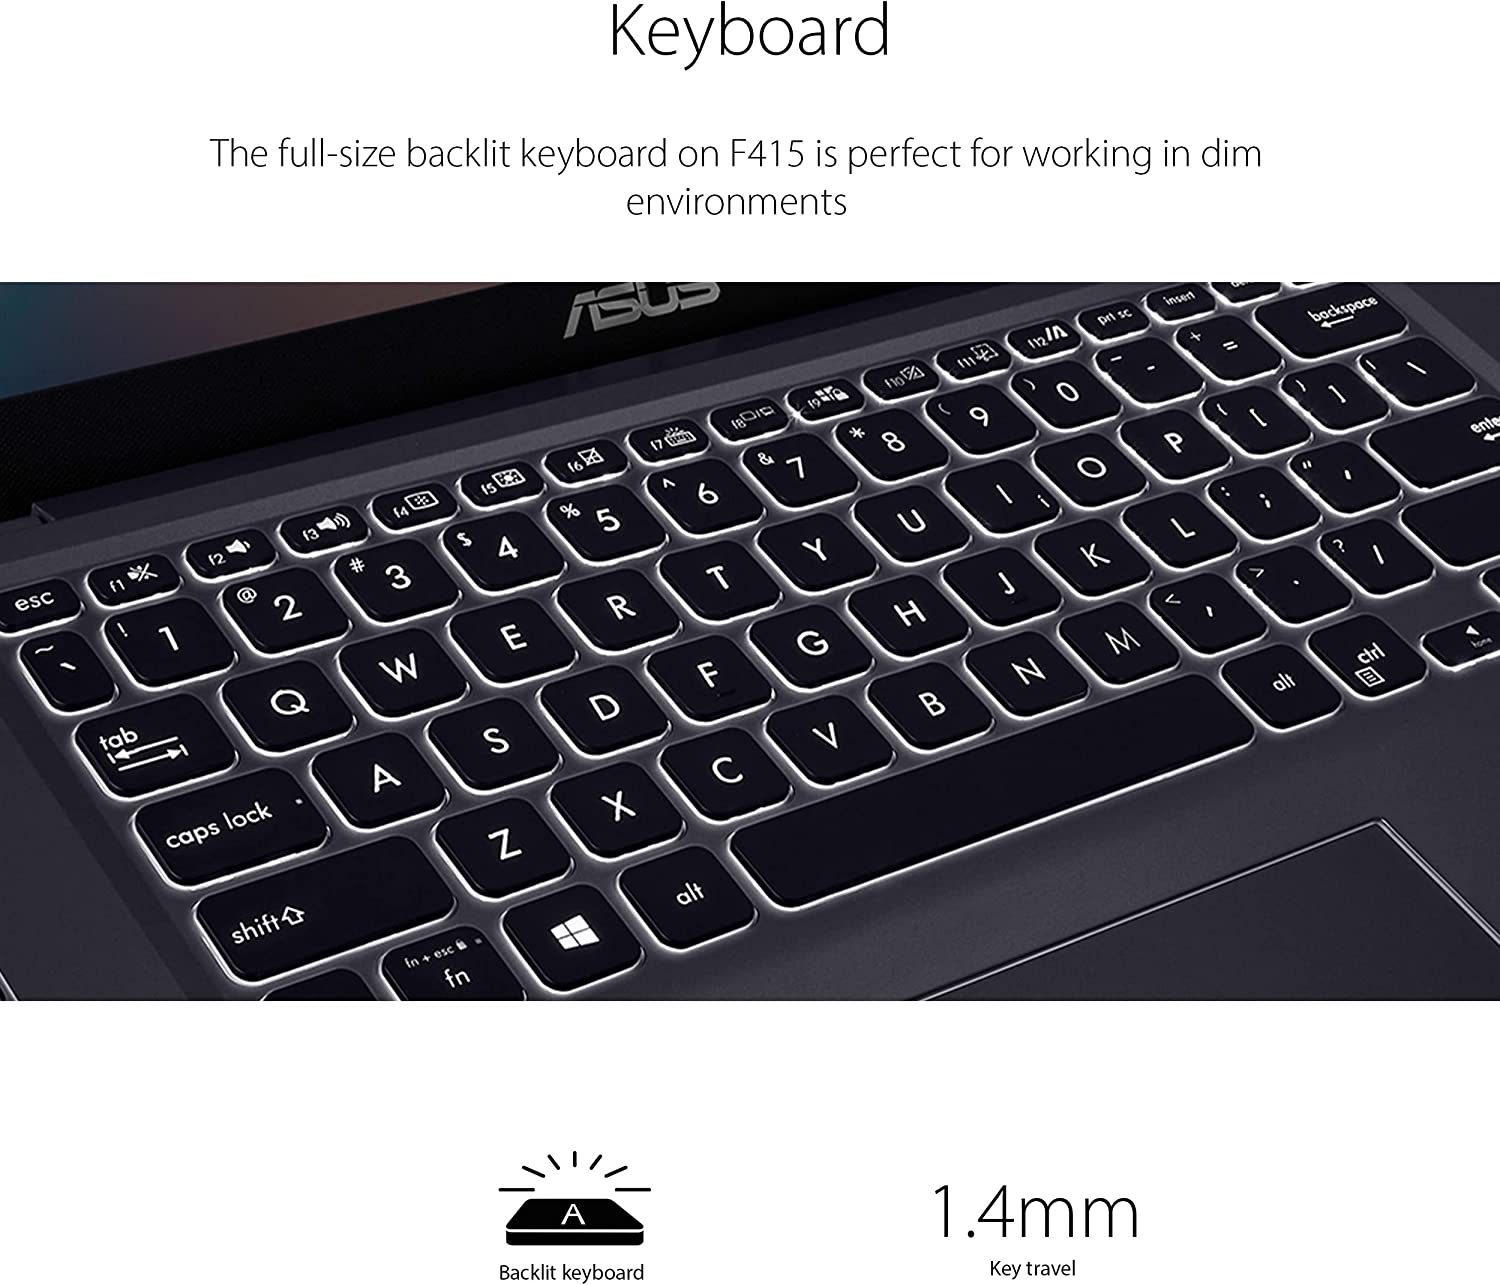 Keyboard
The full-size backlit keyboard on F415 is perfect for working in dim
environments
ASUS
esc f1 f2 f3 f4 f5 f6 f7 f8 f9 f10 f11 f12 prt sc insert
~ ` ! 1 @ 2 # 3 $ 4 % 5 ^ 6 & 7 * 8 ( 9 ) 0 - - + = backspace
tab Q W E R T Y U I O P { [ } ] | \
caps lock A S D F G H J K L : ; " ' enter
shift Z X C V B N M < , > . ? /
fn + esc
fn alt alt ctrl home
A
1.4mm
Backlit keyboard
Key travel